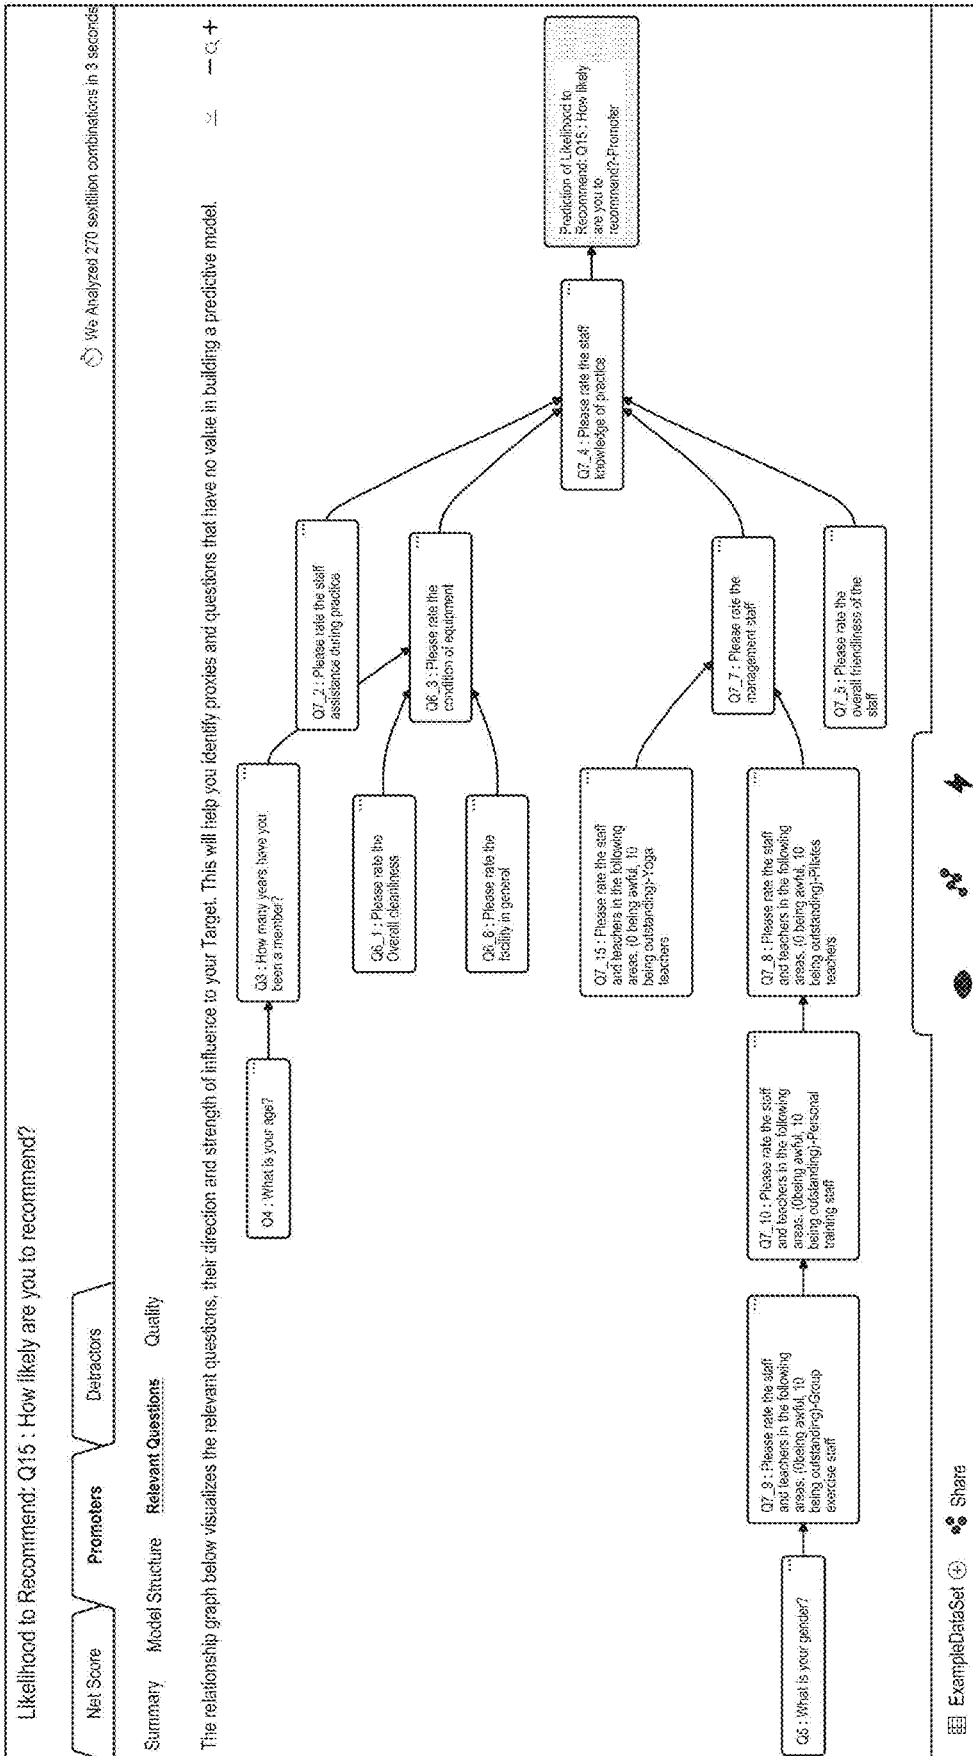 Likelihood to Recommend: Q15 : How likely are you to recommend?
Net Score
Promoters
Detractors
We Analyzed 270 sextillion combinations in 3 seconds
Summary
Model Structure
Relevant Questions
Quality
The relationship graph below visualizes the relevant questions, their direction and strength of influence to your Target. This will help you identify proxies and questions that have no value in building a predictive model.
Q4 : What is your age?
Q3 : How many years have you
been a member?
Q7_2 : Please rate the staff
assistance during practice
Q6_1 : Please rate the
Overall cleanliness
Q6_3 : Please rate the
condition of equipment
Q6_6 : Please rate the
facility in general
Q7_4 : Please rate the staff
knowledge of practice
Prediction of Likelihood to
Recommend: Q15 : How likely
are you to
recommend?-Promoter
Q7_15 : Please rate the staff
and teachers in the following
areas. (0 being awful, 10
being outstanding)-Yoga
teachers
Q7_7 : Please rate the
management staff
Q5 : What is your gender?
Q7_9 : Please rate the staff
and teachers in the following
areas. (0being awful, 10
being outstanding)-Group
exercise staff
Q7_10 : Please rate the staff
and teachers in the following
areas. (0being awful, 10
being outstanding)-Personal
training staff
Q7_8 : Please rate the staff
and teachers in the following
areas. (0 being awful, 10
being outstanding)-Pilates
teachers
Please rate the
overall friendliness of the
staff
ExampleDataSet
Share